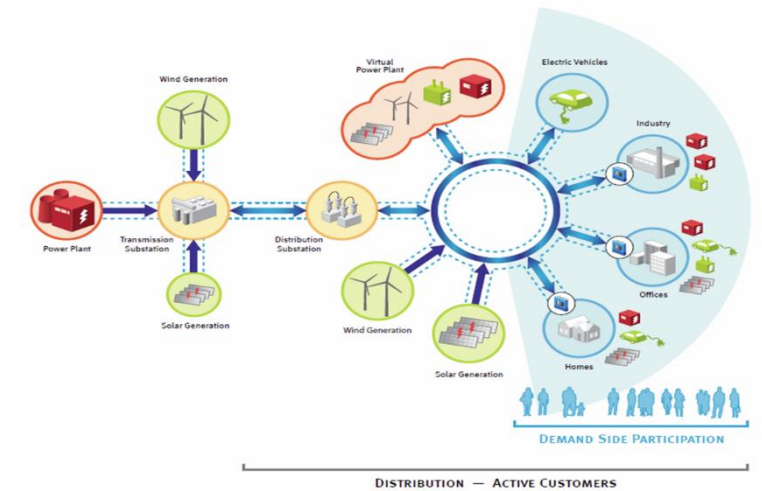 Wind Generation
Virtual
Power Plant
Electric Vehicles
Industry
Power Plant
Transmission
Substation
Distribution
Substation
Offices
Solar Generation
Wind Generation
Solar Generation
Homes
DEMAND SIDE PARTICIPATION
DISTRIBUTION — ACTIVE CUSTOMERS